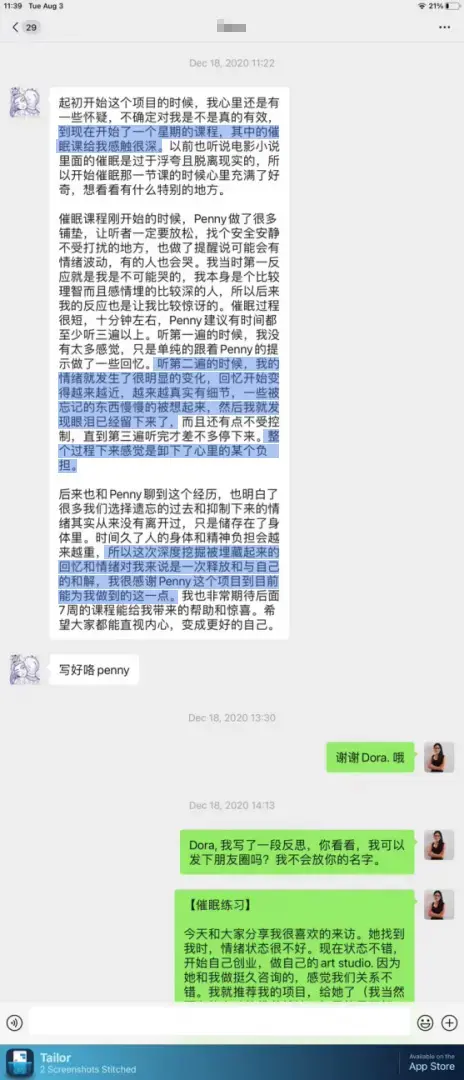 11:39 Tue Aug 3
21%
29
Dec 18, 2020 11:22
起初开始这个项目的时候，我心里还是有
一些怀疑，不确定对我是不是真的有效，
到现在开始了一个星期的课程，其中的催
眠课给我感触很深。以前也听说电影小说
里面的催眠是过于浮夸且脱离现实的，所
以开始催眠那一节课的时候心里充满了好
奇，想看看有什么特别的地方。
催眠课程刚开始的时候，Penny做了很多
铺垫，让听者一定要放松，找个安全安静
不受打扰的地方，也做了提醒说可能会有
情绪波动，有的人也会哭。我当时第一反
应就是我是不可能哭的，我本身是个比较
理智而且感情埋的比较深的人，所以后来
我的反应也是让我比较惊讶的。催眠过程
很短，十分钟左右，Penny建议有时间都
至少听三遍以上。听第一遍的时候，我没
有太多感觉，只是单纯的跟着Penny的提
示做了一些回忆。听第二遍的时候，我的
情绪就发生了很明显的变化，回忆开始变
得越来越近，越来越真实有细节，一些被
忘记的东西慢慢的被想起来，然后我就发
现眼泪已经留下来了，而且还有点不受控
制，直到第三遍听完才差不多停下来。整
个过程下来感觉是卸下了心里的某个负
担。
后来也和Penny聊到这个经历，也明白了
很多我们选择遗忘的过去和抑制下来的情
绪其实从来没有离开过，只是储存在了身
体里。时间久了人的身体和精神负担会越
来越重，所以这次深度挖掘被埋藏起来的
回忆和情绪对我来说是一次释放和与自己
的和解，我很感谢Penny这个项目到目前
能为我做到的这一点。我也非常期待后面
7周的课程能给我带来的帮助和惊喜。希
望大家都能直视内心，变成更好的自己。
写好咯penny
Dec 18, 2020 13:30
谢谢Dora. 哦
Dec 18, 2020 14:13
Dora, 我写了一段反思，你看看，我可以
发下朋友圈吗？我不会放你的名字。
【催眠练习】
今天和大家分享我很喜欢的来访。她找到
我时，情绪状态很不好。现在状态不错，
开始自己创业，做自己的art studio. 因为
她和我做挺久咨询的，感觉我们关系不
错。我就推荐我的项目，给她了（我当然
Tailor
2 Screenshots Stitched
Available on the
App Store